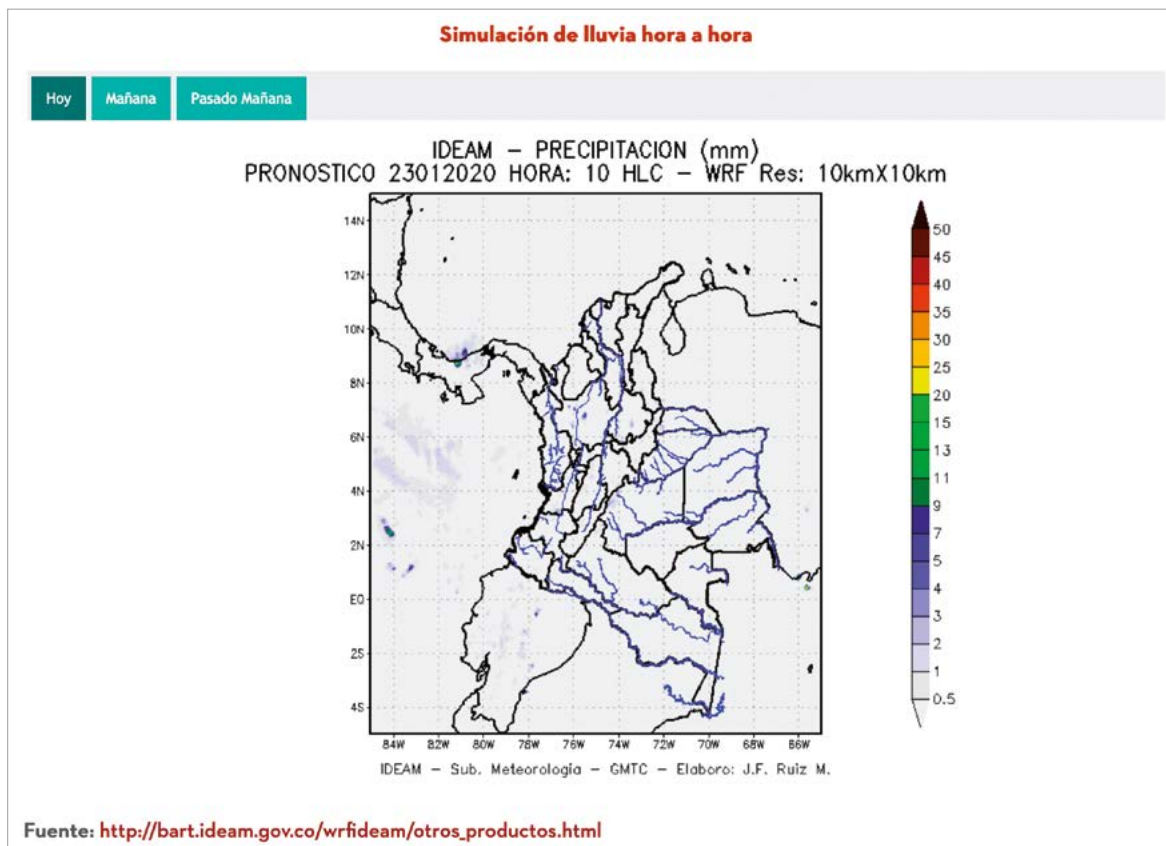 Simulación de lluvia hora a hora
Hoy Mañana Pasado Mañana
IDEAM – PRECIPITACION (mm)
PRONOSTICO 23012020 HORA: 10 HLC – WRF Res: 10kmX10km
14N
12N
10N
8N
6N
4N
2N
EQ
2S
4S
84W 82W 80W 78W 76W 74W 72W 70W 68W 66W
50
45
40
35
30
25
20
15
13
11
9
7
5
4
3
2
1
0.5
IDEAM – Sub. Meteorologia – GMTC – Elaboro: J.F. Ruiz M.
Fuente: http://bart.ideam.gov.co/wrfideam/otros_productos.html